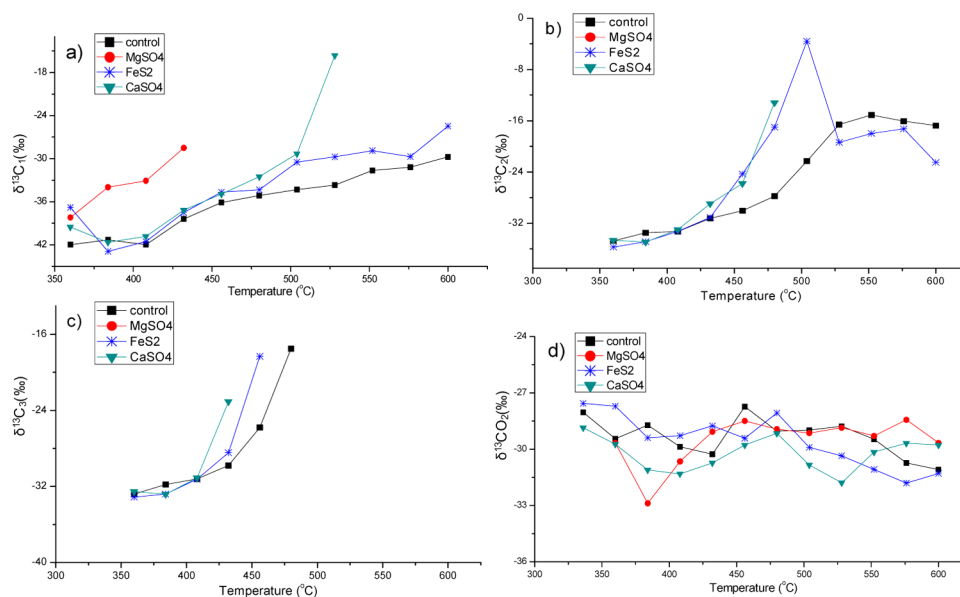 a)
control
MgSO4
FeS2
CaSO4
δ¹³C₁(‰)
-18
-24
-30
-36
-42
350
400
450
500
550
600
Temperature (°C)
b)
control
MgSO4
FeS2
CaSO4
δ¹³C₂(‰)
0
-8
-16
-24
-32
300
350
400
450
500
550
600
Temperature (°C)
c)
control
MgSO4
FeS2
CaSO4
δ¹³C₃(‰)
-16
-24
-32
-40
300
350
400
450
500
550
600
Temperature (°C)
d)
control
MgSO4
FeS2
CaSO4
δ¹³CO₂(‰)
-24
-27
-30
-33
-36
300
350
400
450
500
550
600
Temperature (°C)